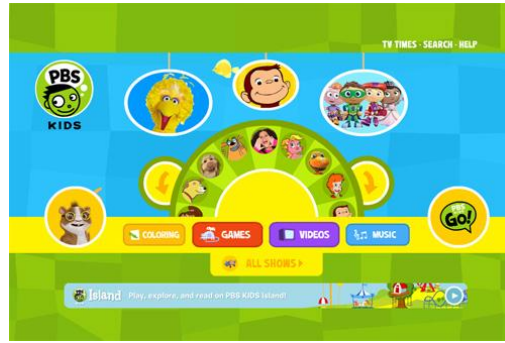 TV TIMES · SEARCH · HELP
PBS
KIDS
COLORING
GAMES
VIDEOS
MUSIC
PBS
GO!
ALL SHOWS
Island Play, explore, and read on PBS KIDS Island!